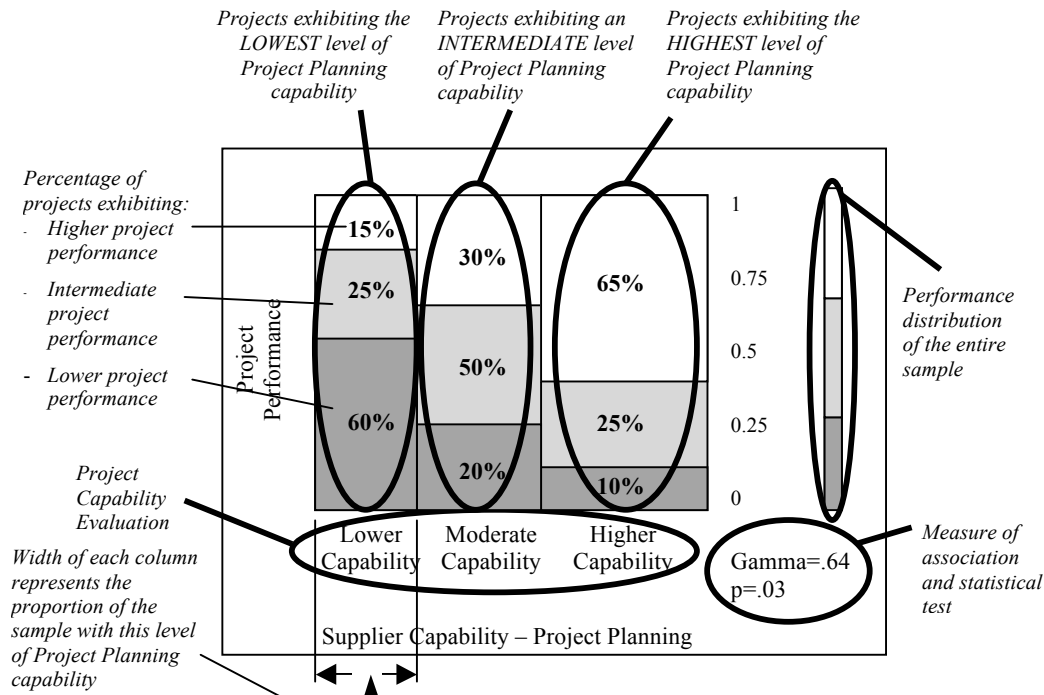 Projects exhibiting the
LOWEST level of
Project Planning
capability
Projects exhibiting an
INTERMEDIATE level
of Project Planning
capability
Projects exhibiting the
HIGHEST level of
Project Planning
capability
Percentage of
projects exhibiting:
- Higher project
performance
- Intermediate
project
performance
- Lower project
performance
Project
Performance
15%
25%
60%
30%
50%
20%
65%
25%
10%
1
0.75
0.5
0.25
0
Performance
distribution
of the entire
sample
Project
Capability
Evaluation
Lower
Capability
Moderate
Capability
Higher
Capability
Gamma=.64
p=.03
Measure of
association
and statistical
test
Supplier Capability – Project Planning
Width of each column
represents the
proportion of the
sample with this level
of Project Planning
capability